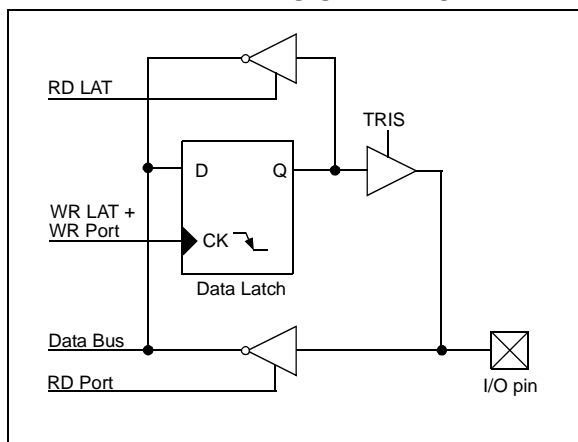 RD LAT
TRIS
D
Q
WR LAT +
WR Port
CK
Data Latch
Data Bus
RD Port
I/O pin